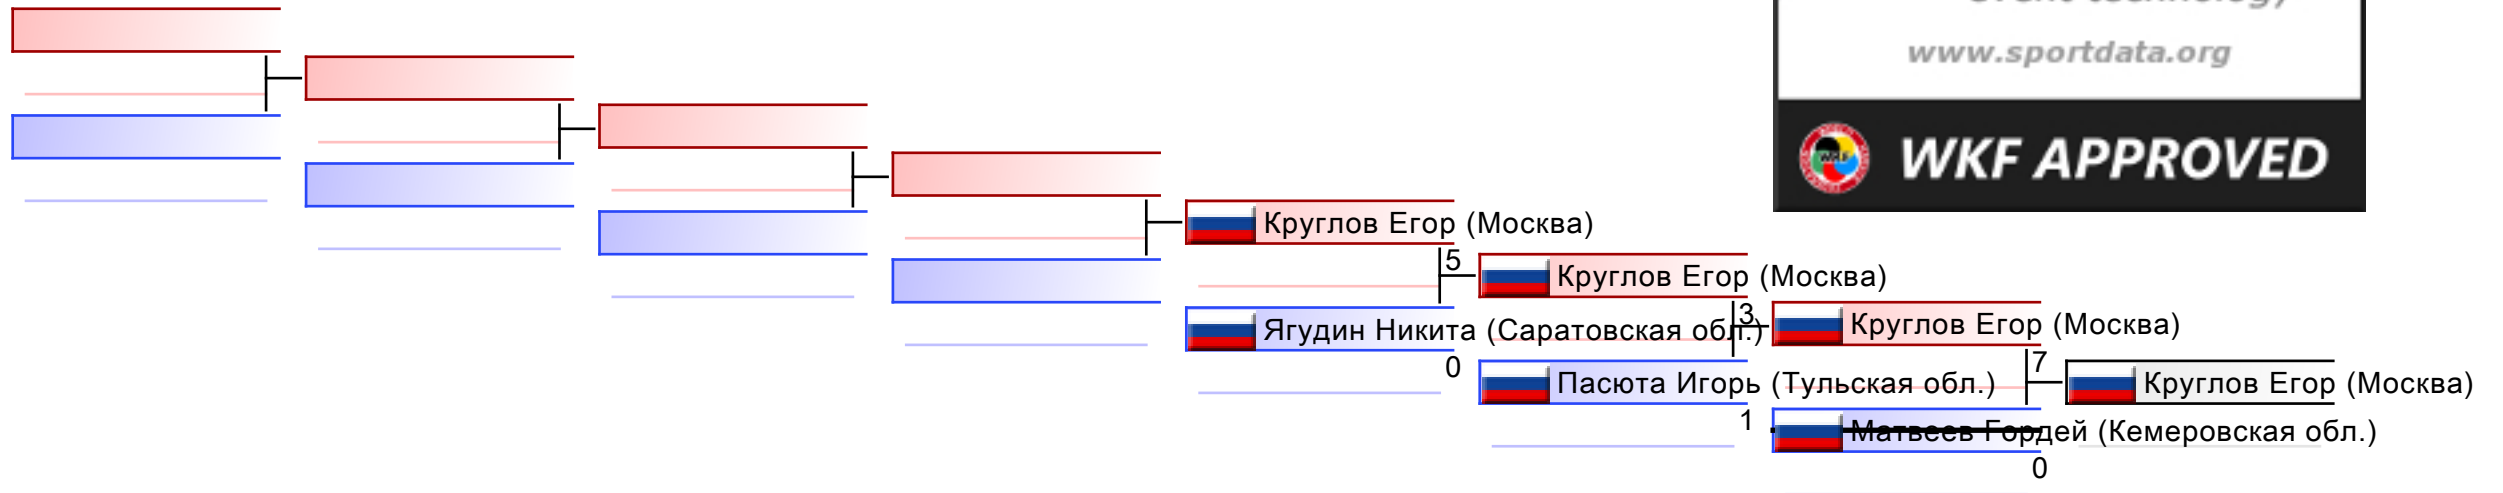 www.sportdata.org
WKF APPROVED
Круглов Егор (Москва)
5
Круглов Егор (Москва)
Ягудин Никита (Саратовская обл.)
0
3
Круглов Егор (Москва)
Пасюта Игорь (Тульская обл.)
1
7
Круглов Егор (Москва)
Матвеев Гордей (Кемеровская обл.)
0